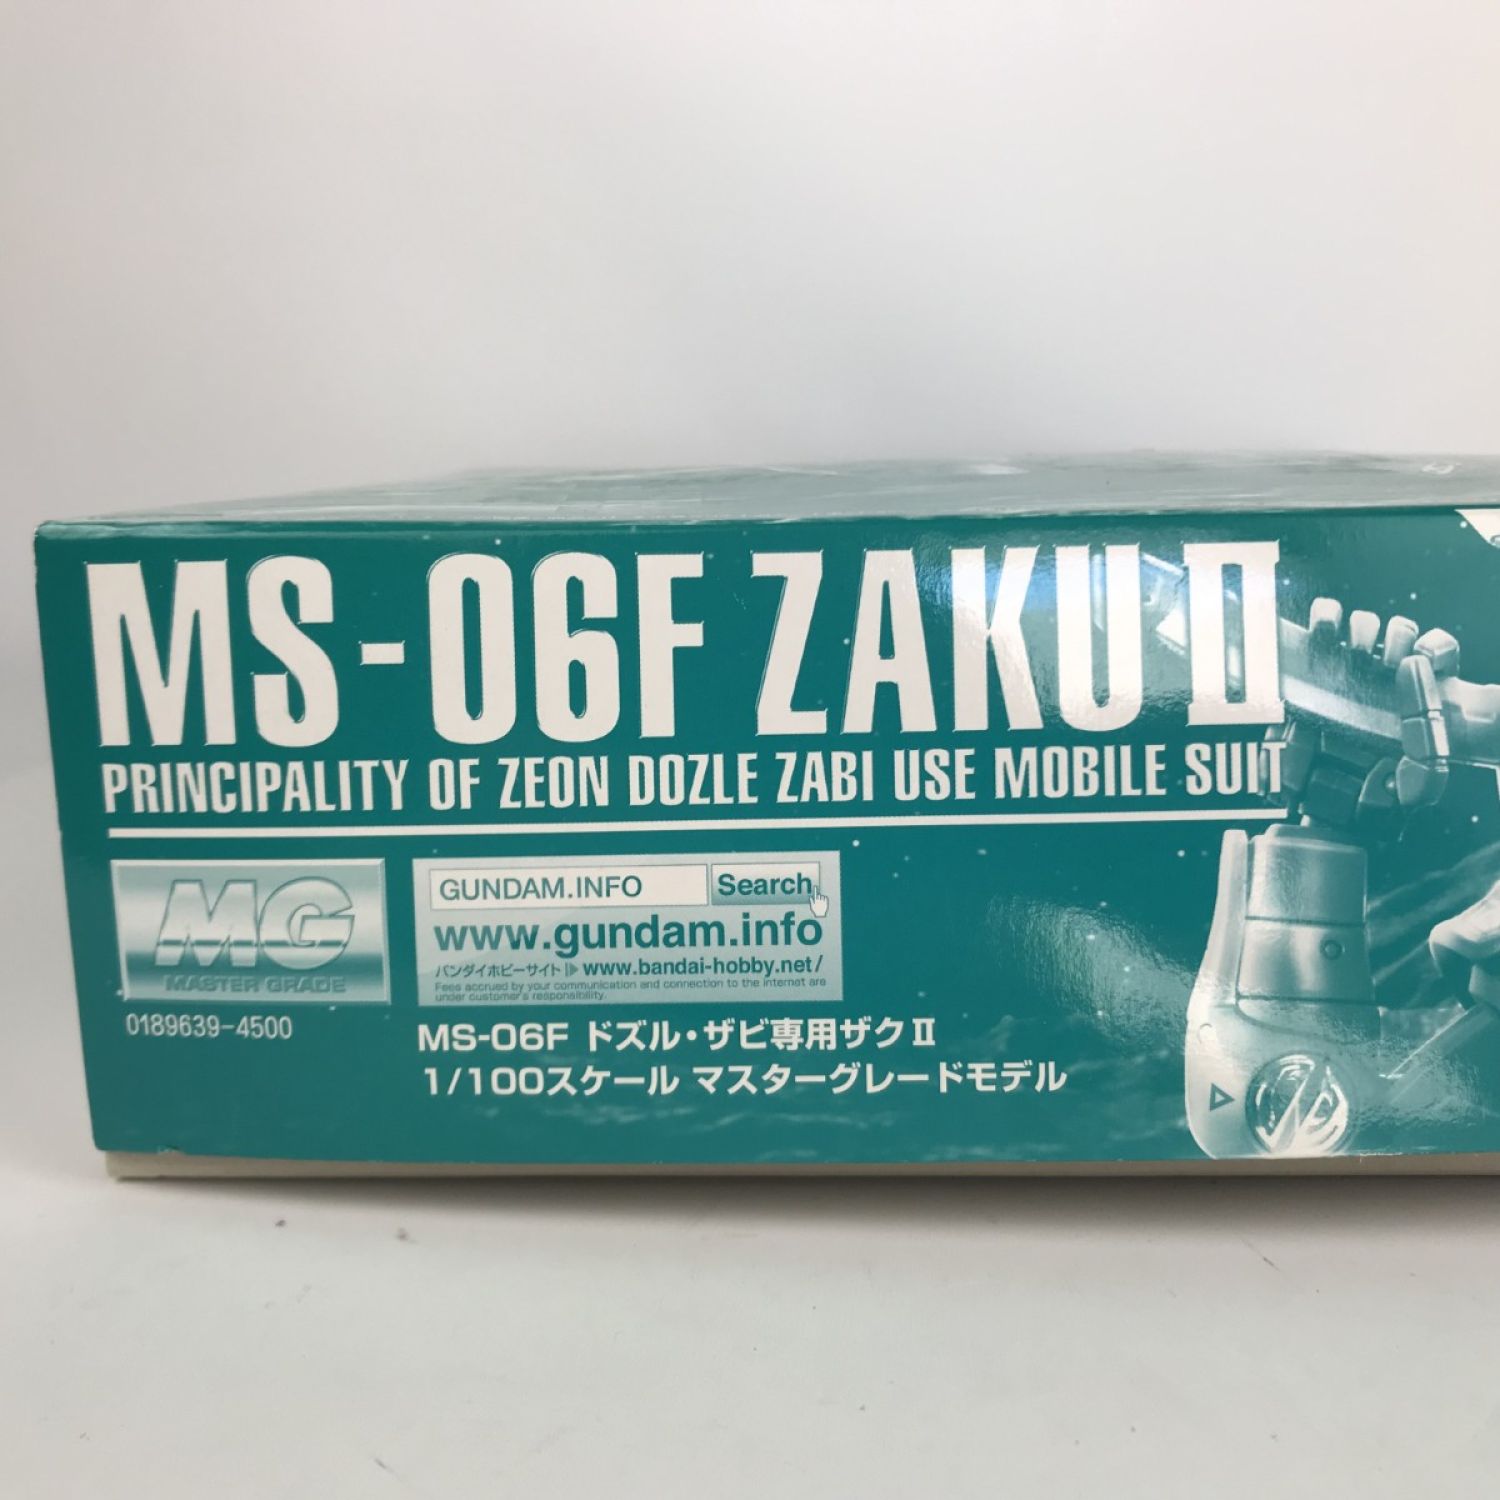 MS-06F ZAKU II
PRINCIPALITY OF ZEON DOZLE ZABI USE MOBILE SUIT
MG
MASTER GRADE
0189639-4500
GUNDAM.INFO Search
www.gundam.info
バンダイホビーサイト www.bandai-hobby.net/
Fees accrued by your communication and connection to the internet are
under customer's responsibility.
MS-06F ドズル・ザビ専用ザクⅡ
1/100スケール マスターグレードモデル